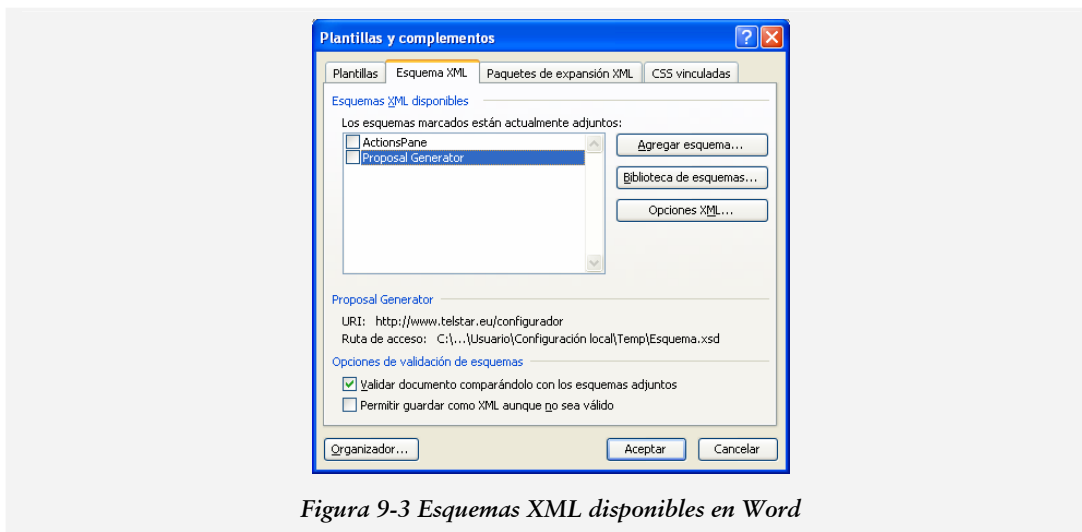 Plantillas y complementos
Plantillas Esquema XML Paquetes de expansión XML CSS vinculadas
Esquemas XML disponibles
Los esquemas marcados están actualmente adjuntos:
ActionsPane
Proposal Generator
Agregar esquema...
Biblioteca de esquemas...
Opciones XML...
Proposal Generator
URI: http://www.telstar.eu/configurador
Ruta de acceso: C:\...\Usuario\Configuración local\Temp\Esquema.xsd
Opciones de validación de esquemas
Validar documento comparándolo con los esquemas adjuntos
Permitir guardar como XML aunque no sea válido
Organizador... Aceptar Cancelar
Figura 9-3 Esquemas XML disponibles en Word